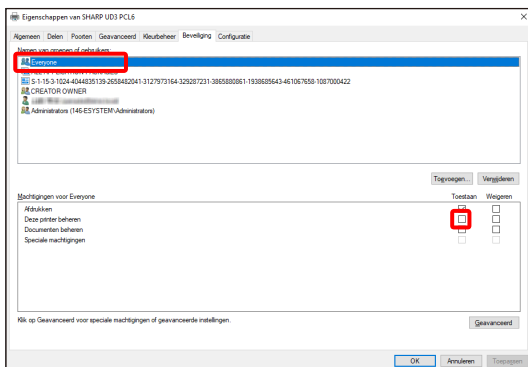 Eigenschappen van SHARP UD3 PCL6
Algemeen Delen Poorten Geavanceerd Kleurbeheer Beveiliging Configuratie
Namen van groepen of gebruikers:
Everyone
S-1-15-3-1024-4044835139-2658482041-3127973164-329287231-3865880861-1938685643-461067658-1087000422
CREATOR OWNER
Administrators (146-ESYSTEM\Administrators)
Toevoegen... Verwijderen
Machtigingen voor Everyone Toestaan Weigeren
Afdrukken
Deze printer beheren
Documenten beheren
Speciale machtigingen
Klik op Geavanceerd voor speciale machtigingen of geavanceerde instellingen.
Geavanceerd
OK Annuleren Toepassen